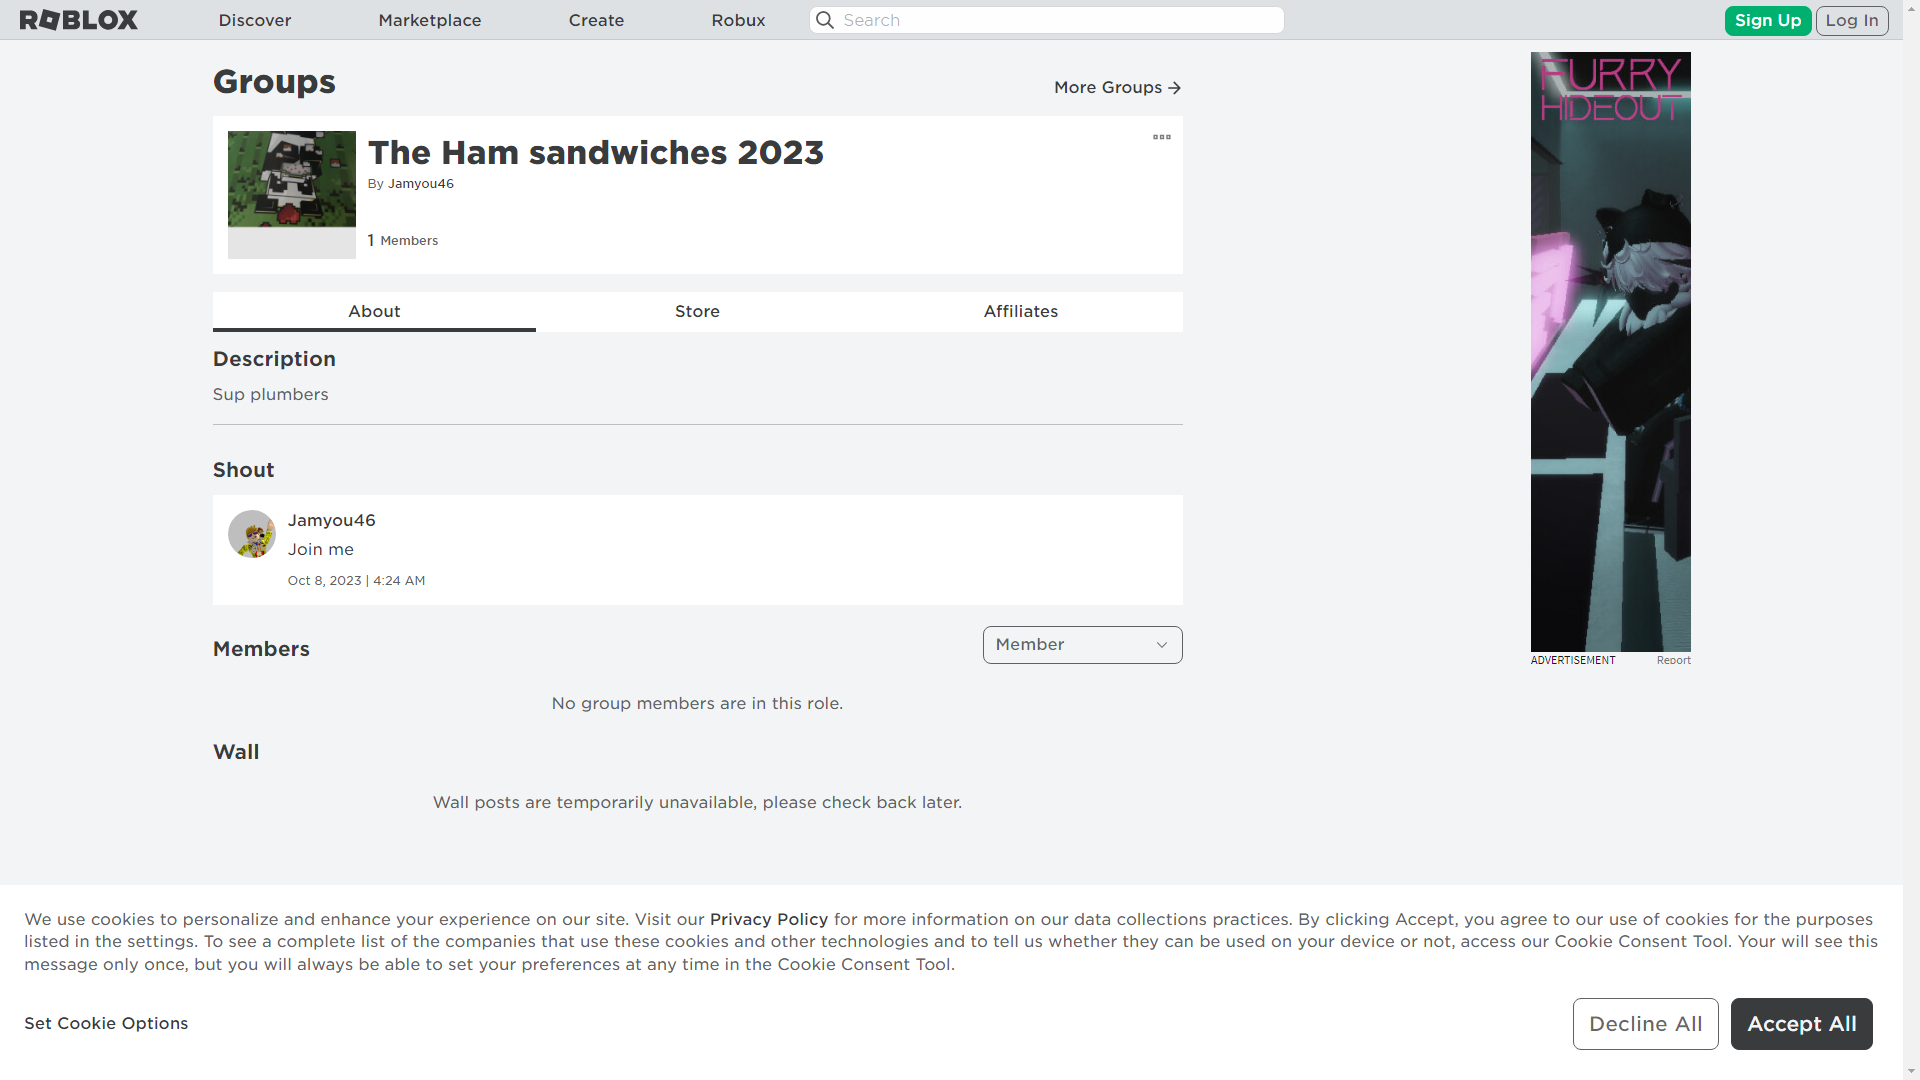 ROBLOX
Discover
Marketplace
Create
Robux
Search
Sign Up
Log In
Groups
More Groups
The Ham sandwiches 2023
By Jamyou46
1 Members
About
Store
Affiliates
Description
Sup plumbers
Shout
Jamyou46
Join me
Oct 8, 2023 | 4:24 AM
Members
Member
No group members are in this role.
Wall
Wall posts are temporarily unavailable, please check back later.
FURRY
HIDEOUT
ADVERTISEMENT
Report
We use cookies to personalize and enhance your experience on our site. Visit our Privacy Policy for more information on our data collections practices. By clicking Accept, you agree to our use of cookies for the purposes
listed in the settings. To see a complete list of the companies that use these cookies and other technologies and to tell us whether they can be used on your device or not, access our Cookie Consent Tool. Your will see this
message only once, but you will always be able to set your preferences at any time in the Cookie Consent Tool.
Set Cookie Options
Decline All
Accept All